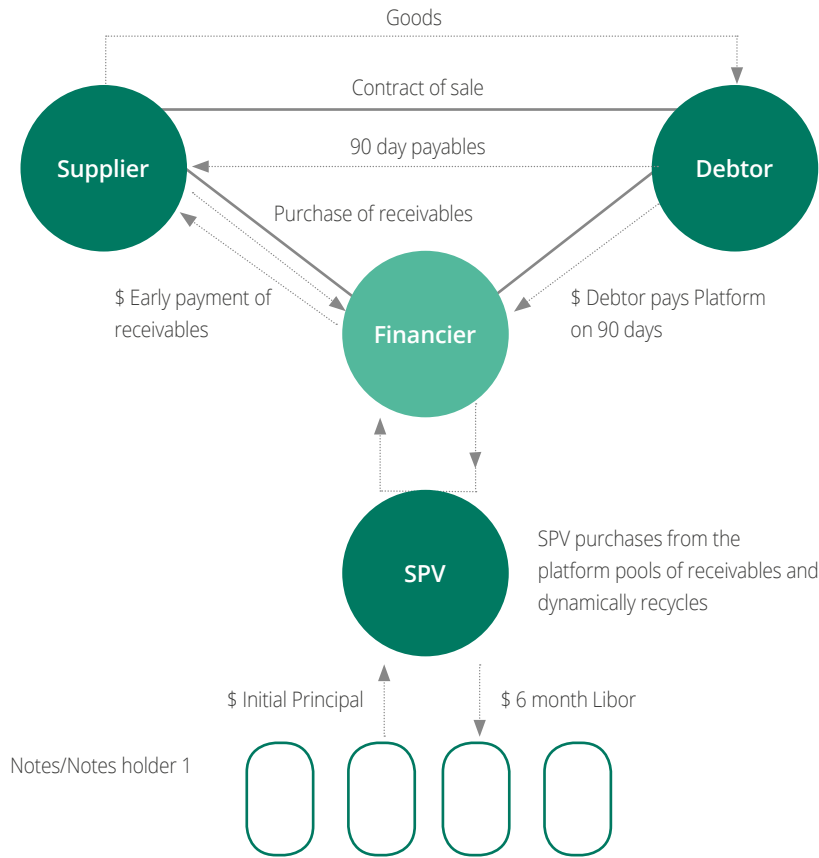 Goods
Contract of sale
90 day payables
Supplier
Debtor
Purchase of receivables
$ Early payment of
receivables
$ Debtor pays Platform
on 90 days
Financier
SPV
SPV purchases from the
platform pools of receivables and
dynamically recycles
$ Initial Principal
$ 6 month Libor
Notes/Notes holder 1